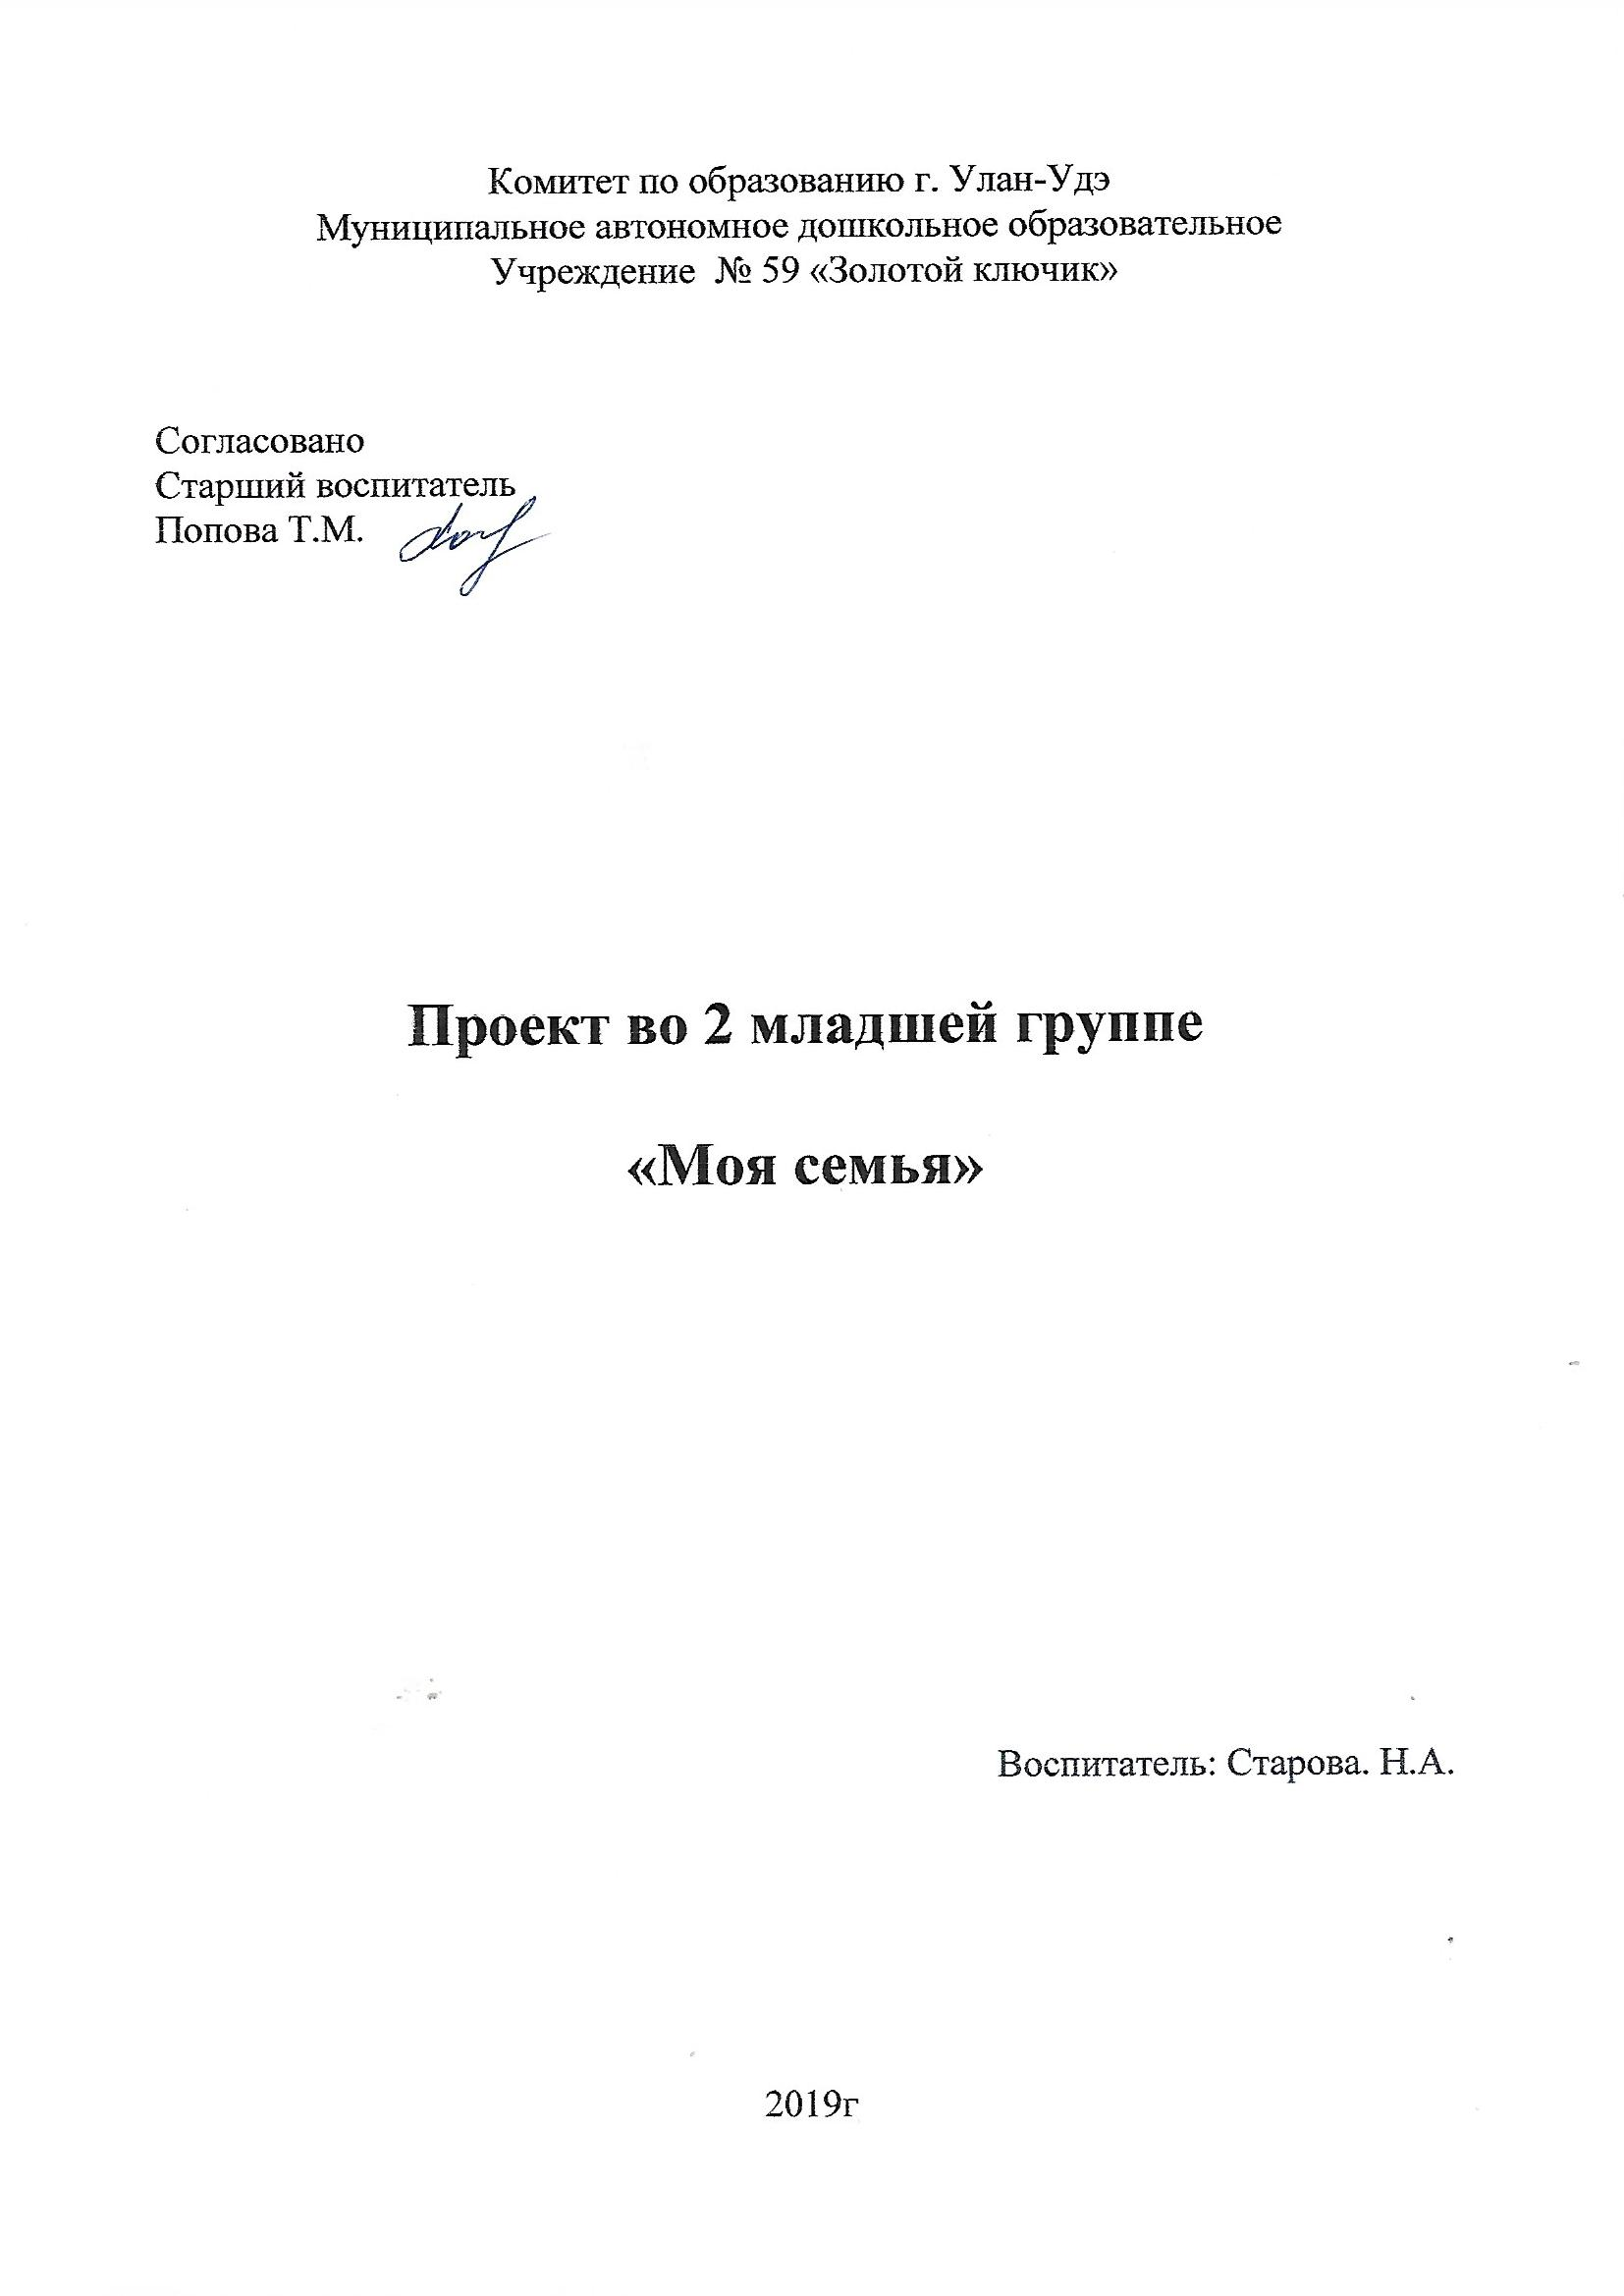 Комитет по образованию г. Улан-Удэ
Муниципальное автономное дошкольное образовательное
Учреждение № 59 «Золотой ключик»
Согласовано
Старший воспитатель
Попова Т.М.
Проект во 2 младшей группе
«Моя семья»
Воспитатель: Старова. Н.А.
2019г